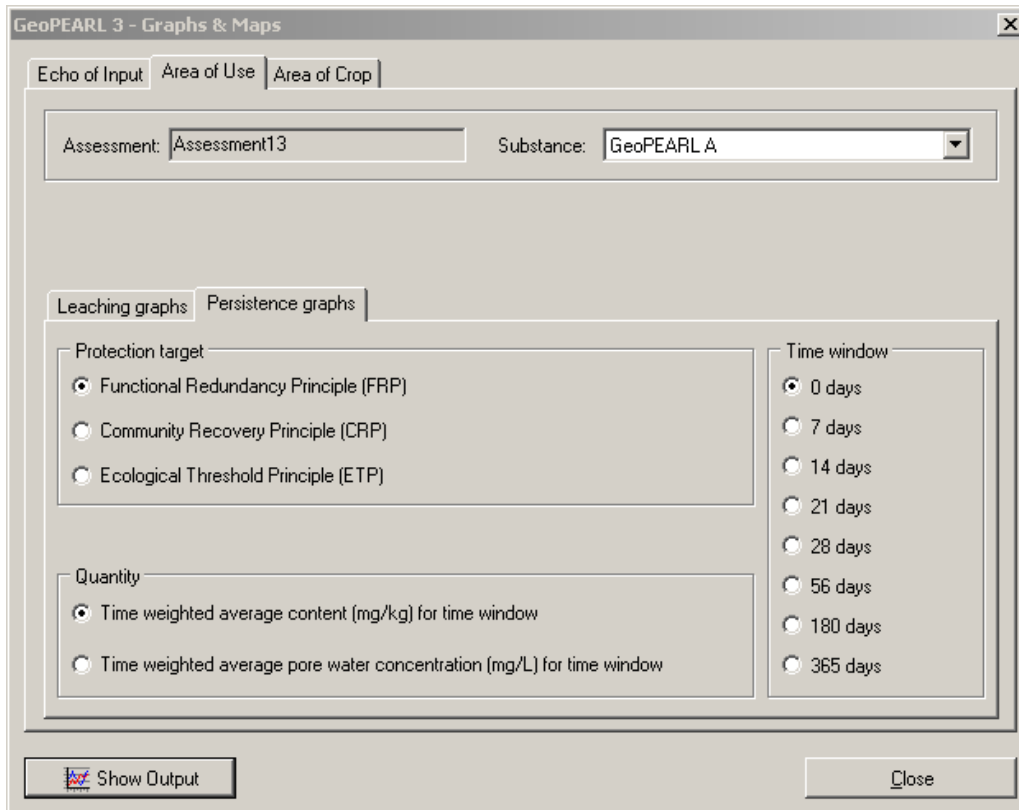 GeoPEARL 3 - Graphs & Maps
Echo of Input Area of Use Area of Crop
Assessment: Assessment13 Substance: GeoPEARL A
Leaching graphs Persistence graphs
Protection target
Functional Redundancy Principle (FRP)
Community Recovery Principle (CRP)
Ecological Threshold Principle (ETP)
Quantity
Time weighted average content (mg/kg) for time window
Time weighted average pore water concentration (mg/L) for time window
Time window
0 days
7 days
14 days
21 days
28 days
56 days
180 days
365 days
Show Output Close